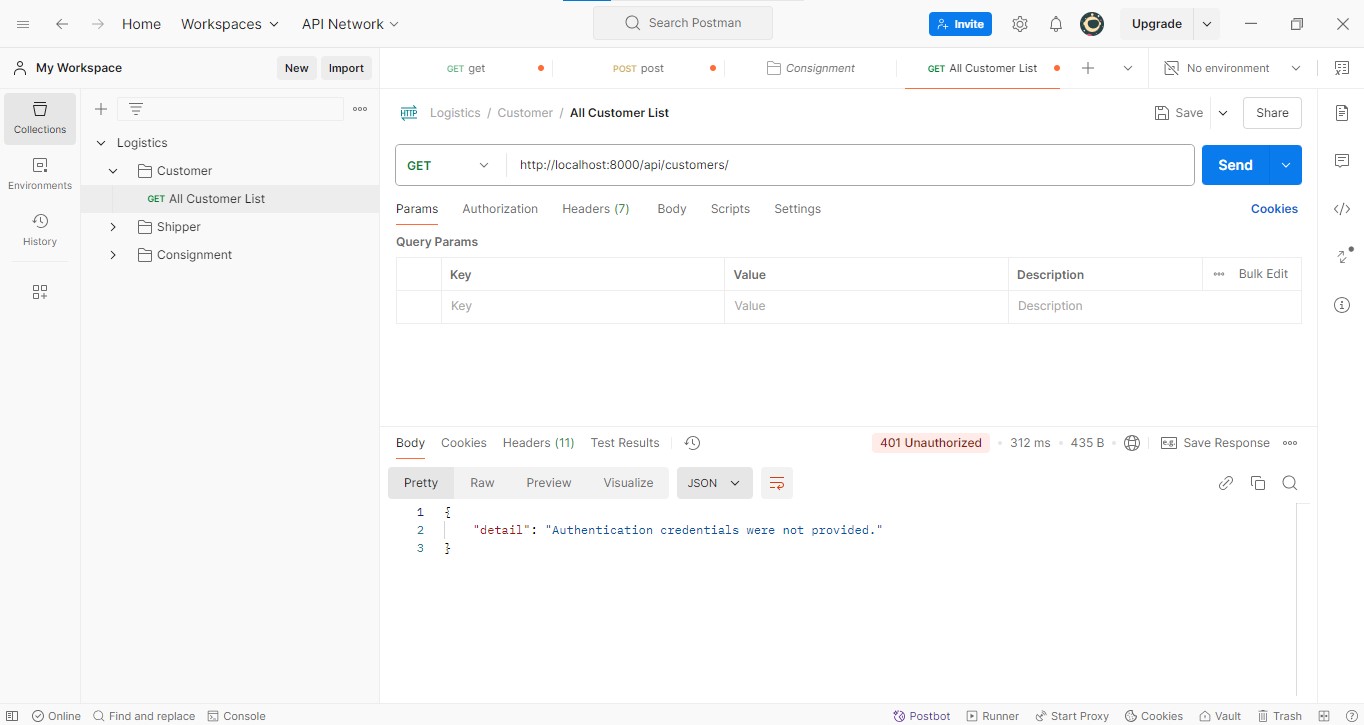 Home Workspaces API Network Search Postman Invite Upgrade
My Workspace New Import GET get POST post Consignment GET All Customer List No environment
Collections
Environments
History
Logistics
Customer
GET All Customer List
Shipper
Consignment
HTTP Logistics / Customer / All Customer List Save Share
GET http://localhost:8000/api/customers/ Send
Params Authorization Headers (7) Body Scripts Settings Cookies
Query Params
Key Value Description Bulk Edit
Key Value Description
Body Cookies Headers (11) Test Results 401 Unauthorized 312 ms 435 B e.g. Save Response
Pretty Raw Preview Visualize JSON
1 {
2 "detail": "Authentication credentials were not provided."
3 }
Online Find and replace Console Postbot Runner Start Proxy Cookies Vault Trash